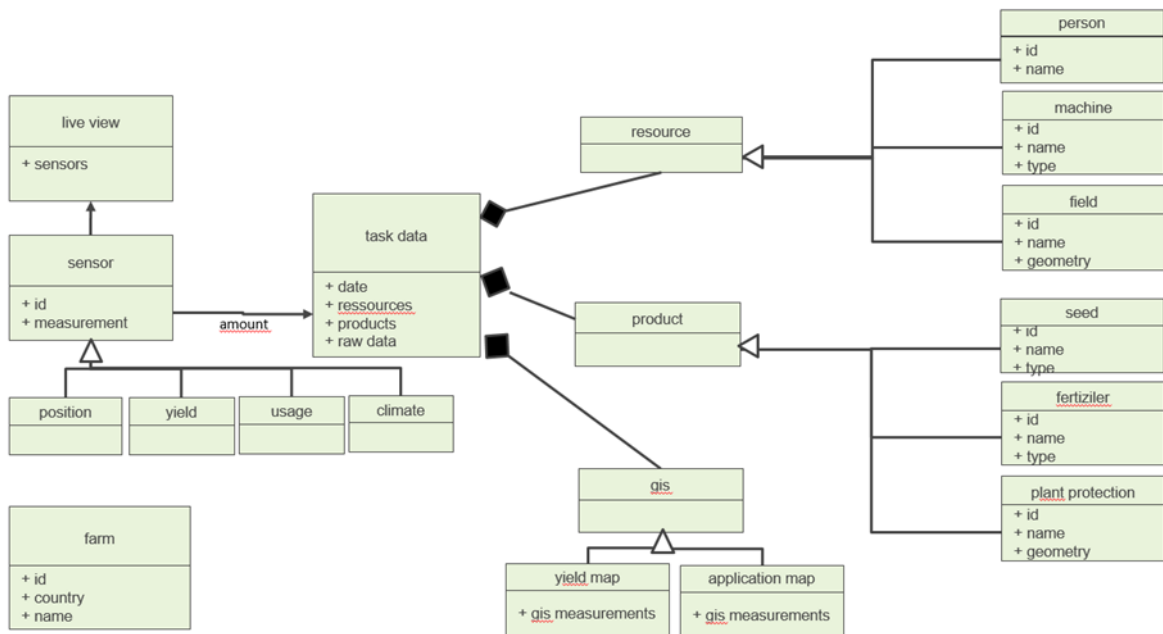 person
+ id
+ name
machine
+ id
+ name
+ type
field
+ id
+ name
+ geometry
live view
+ sensors
resource
sensor
+ id
+ measurement
amount
task data
+ date
+ ressources
+ products
+ raw data
product
seed
+ id
+ name
+ type
fertiziler
+ id
+ name
+ type
plant protection
+ id
+ name
+ geometry
position
yield
usage
climate
gis
yield map
+ gis measurements
application map
+ gis measurements
farm
+ id
+ country
+ name